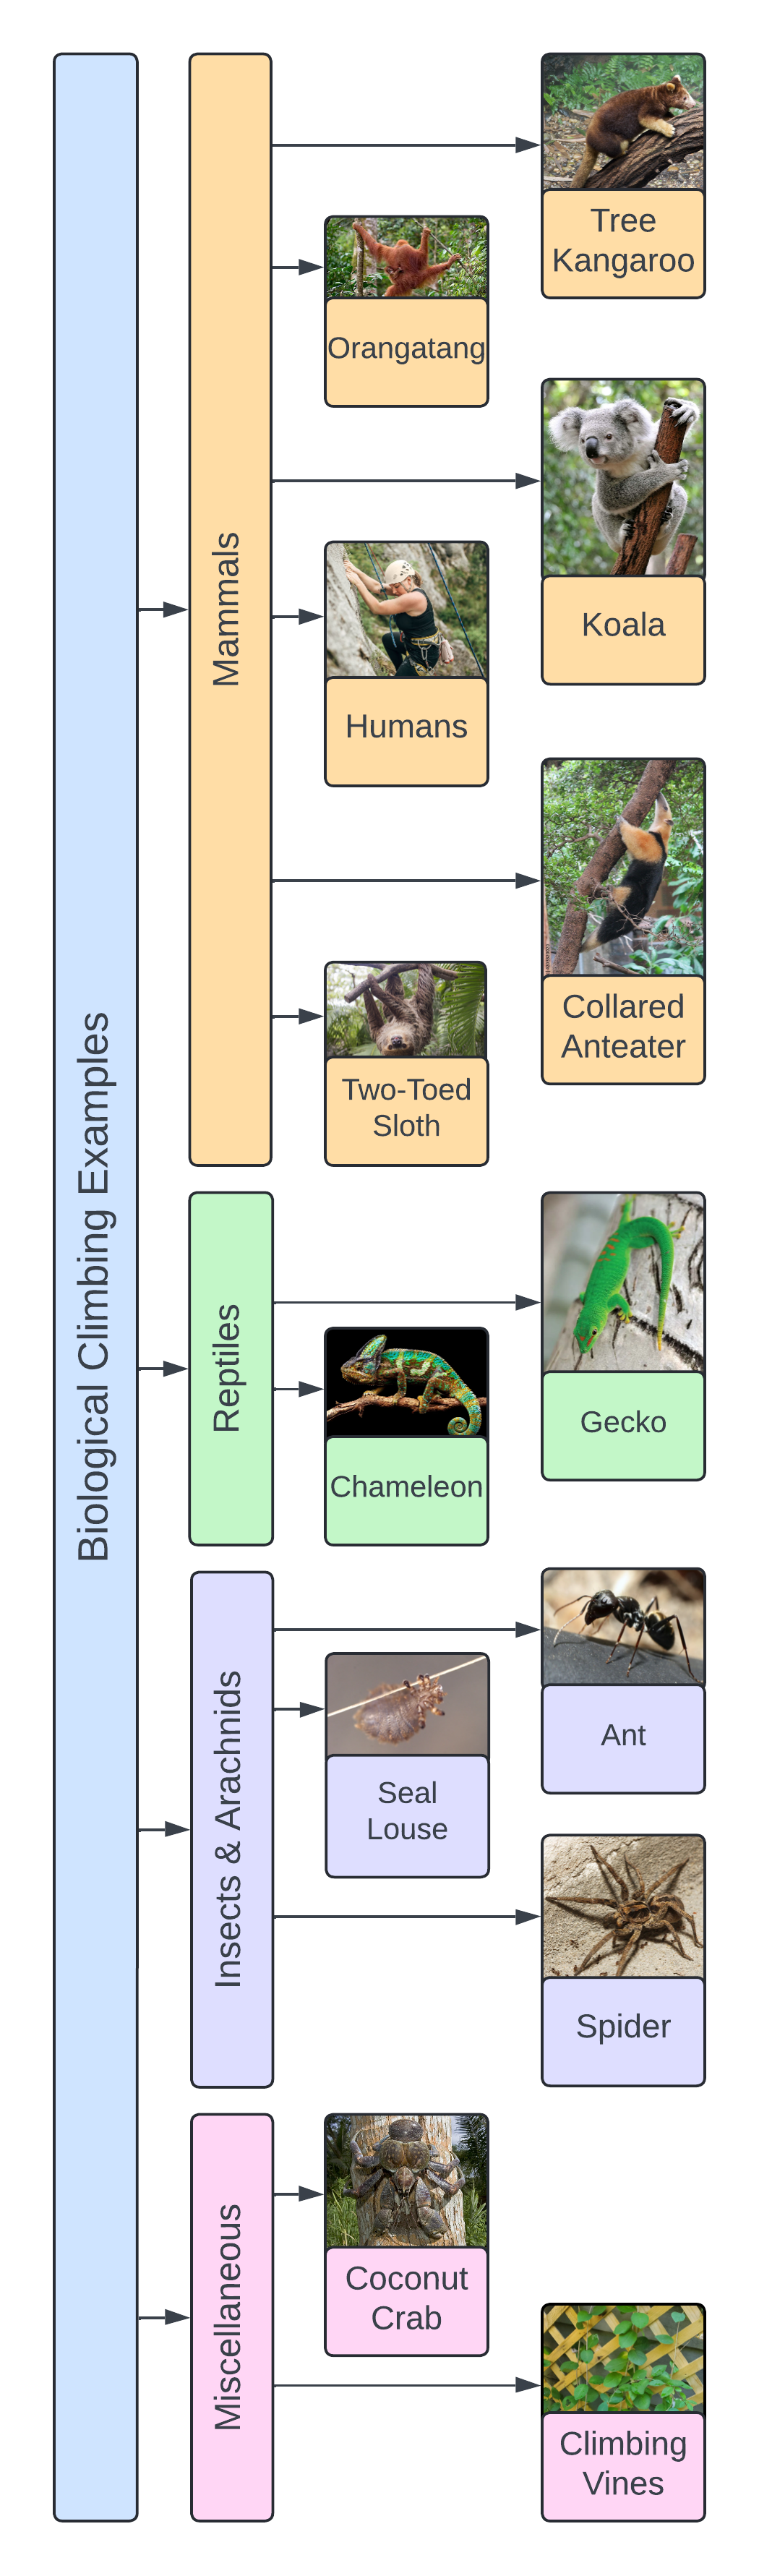 Biological Climbing Examples
Mammals
Tree
Kangaroo
Orangatang
Koala
Humans
Collared
Anteater
Two-Toed
Sloth
Reptiles
Gecko
Chameleon
Insects & Arachnids
Ant
Seal
Louse
Spider
Miscellaneous
Coconut
Crab
Climbing
Vines